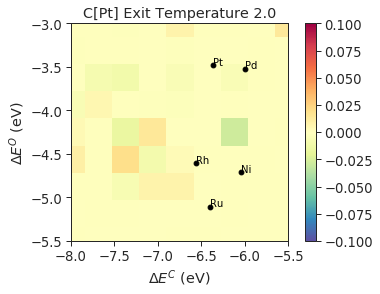 C[Pt] Exit Temperature 2.0
−3.0
−3.5
−4.0
−4.5
−5.0
−5.5
ΔE^O (eV)
Pt
Pd
Rh
Ni
Ru
−8.0 −7.5 −7.0 −6.5 −6.0 −5.5
ΔE^C (eV)
0.100
0.075
0.050
0.025
0.000
−0.025
−0.050
−0.075
−0.100